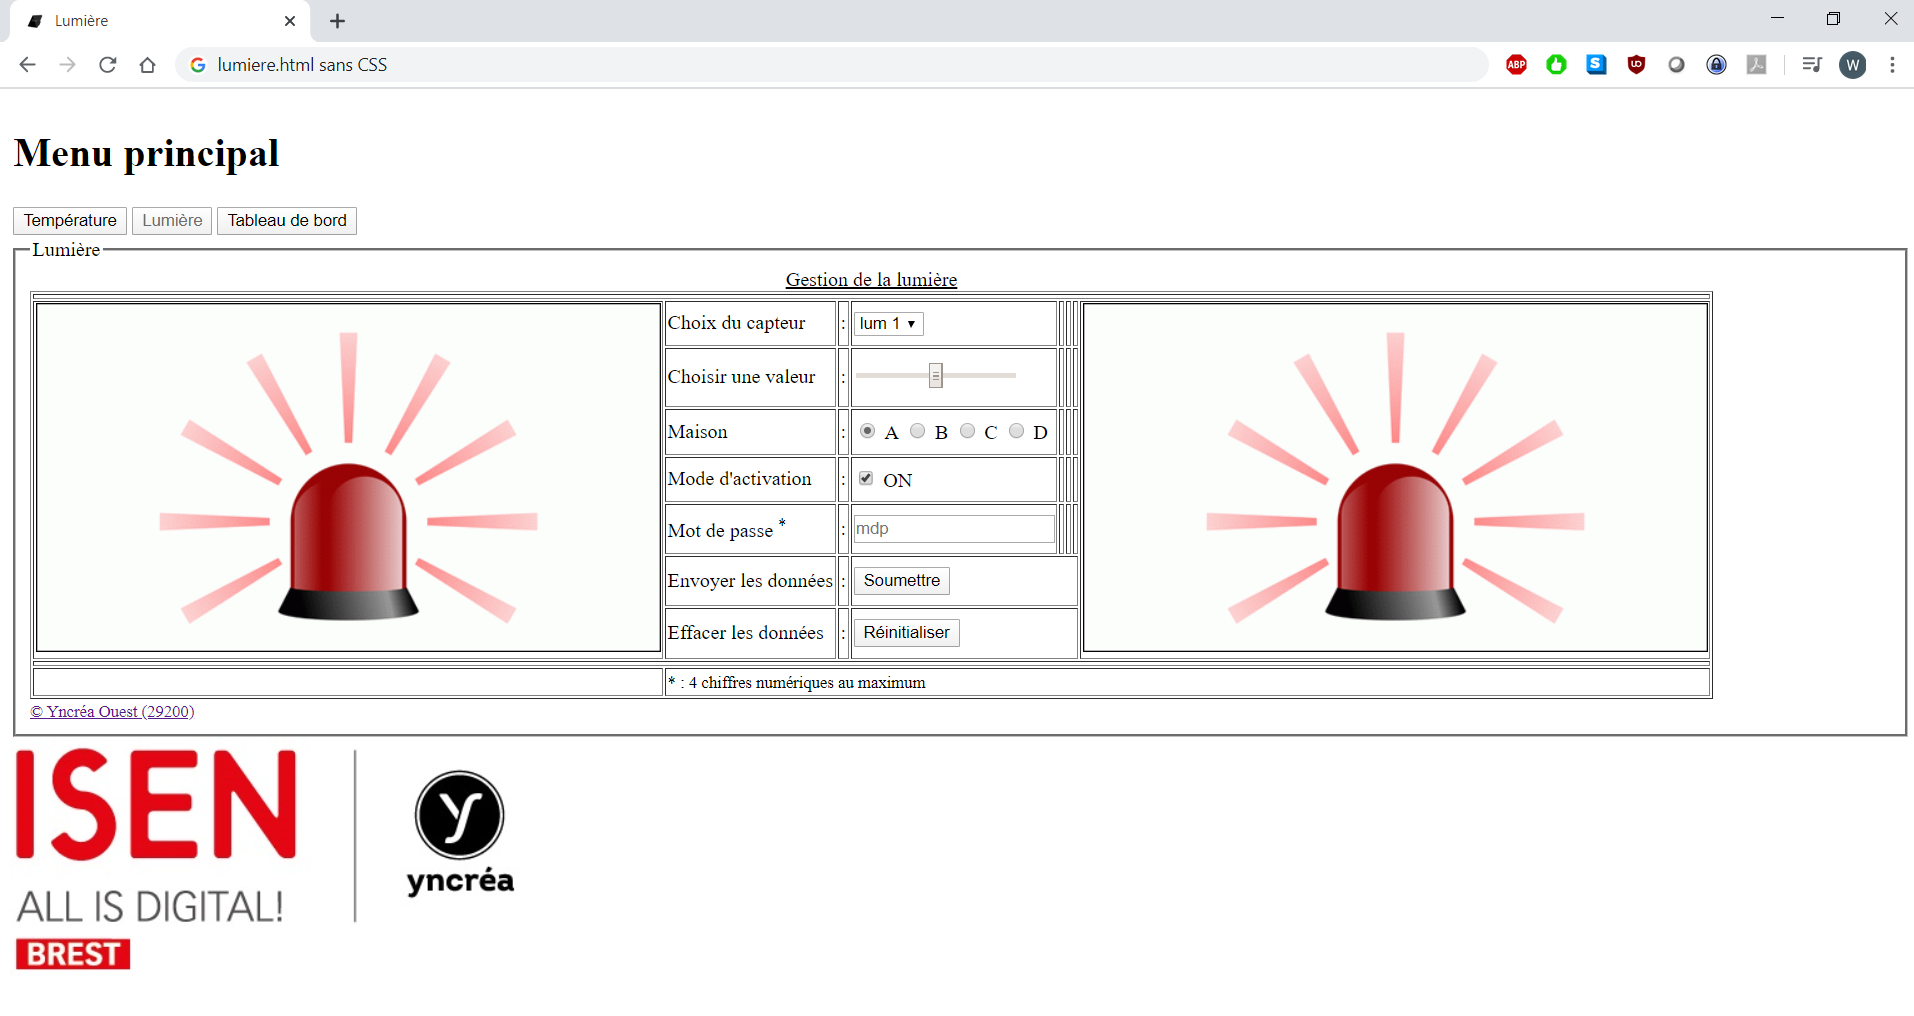 Lumière
lumiere.html sans CSS
ABP
S
W
Menu principal
Température Lumière Tableau de bord
Lumière
Gestion de la lumière
Choix du capteur : lum 1
Choisir une valeur :
Maison : A B C D
Mode d'activation : ON
Mot de passe * : mdp
Envoyer les données : Soumettre
Effacer les données : Réinitialiser
* : 4 chiffres numériques au maximum
© Yncréa Ouest (29200)
ISEN
ALL IS DIGITAL!
BREST
y
yncréa